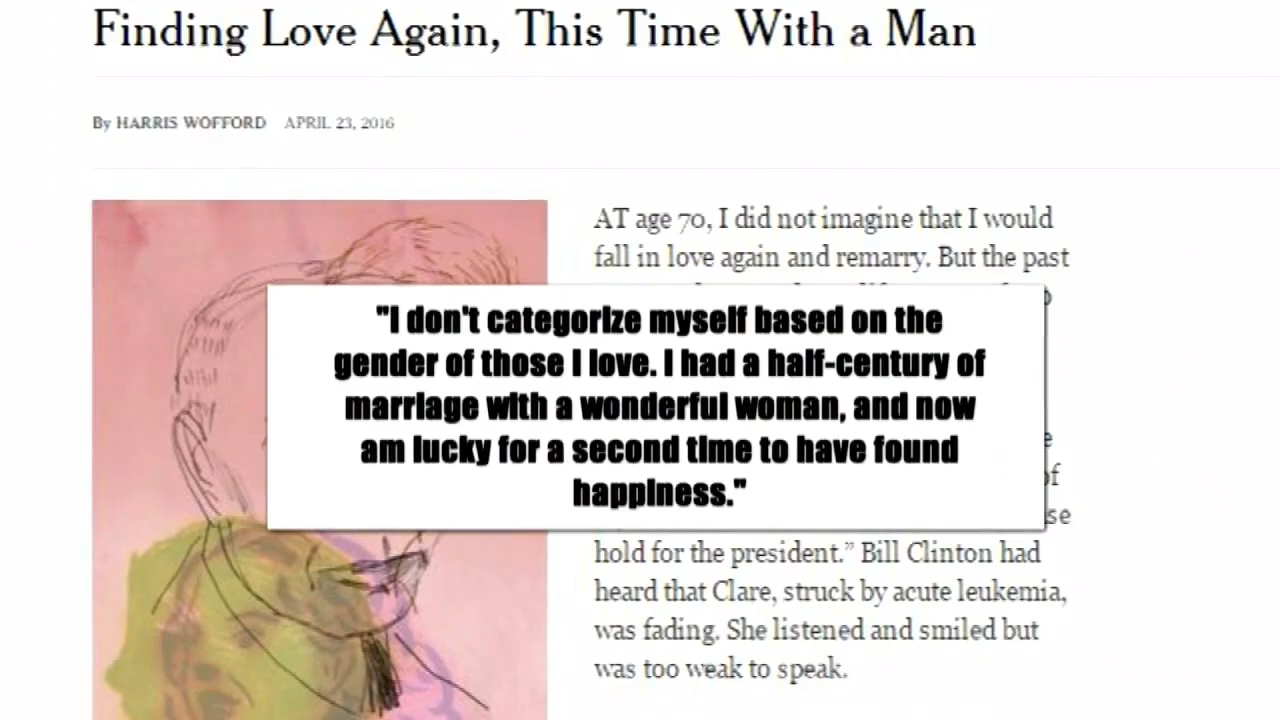 Finding Love Again, This Time With a Man
By HARRIS WOFFORD APRIL 23, 2016
AT age 70, I did not imagine that I would
fall in love again and remarry. But the past
"I don't categorize myself based on the
gender of those I love. I had a half-century of
marriage with a wonderful woman, and now
am lucky for a second time to have found
happiness."
of
hold for the president.” Bill Clinton had
heard that Clare, struck by acute leukemia,
was fading. She listened and smiled but
was too weak to speak.